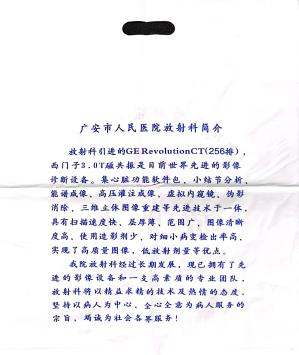 广安市人民医院放射科简介
放射科引进的GE RevolutionCT(256排),
西门子3.0T磁共振是目前世界先进的影像
诊断设备。集心脏功能软件包、小结节分析、
能谱成像、高压灌注成像、虚拟内窥镜、伪影
消除、三维立体图像重建等先进技术于一体,
具有扫描速度快、层厚薄、范围广、图像清晰
度高、使用造影剂少、对细小病变检出率高,
实现了高质量图像,低放射剂量等优点。
我院放射科经过长期发展,现已拥有了先
进的影像设备和一支高素质的专业团队,
放射科将以精益求精的技术及热情的态度,
坚持以病人为中心,全心全意为病人服务的
宗旨,竭诚为社会各界服务!